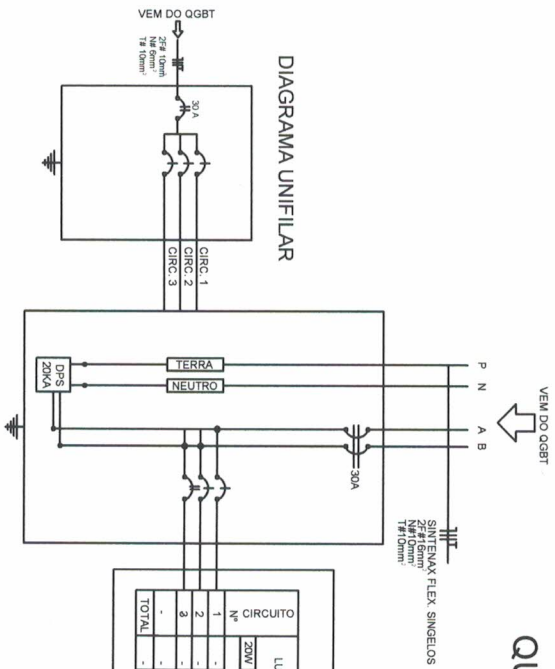 VEM DO QGBT
2F# 10mm²
N# 6mm²
T# 10mm²
30 A
DIAGRAMA UNIFILAR
CIRC. 1
CIRC. 2
CIRC. 3
VEM DO QGBT
P
N
A
B
SINTENAX FLEX. SINGELOS
2F#16mm²
N#10mm²
T#10mm²
TERRA
NEUTRO
DPS
20KA
30A
QU
LU
Nº CIRCUITO
20W
1
-
2
-
3
-
-
-
TOTAL
-